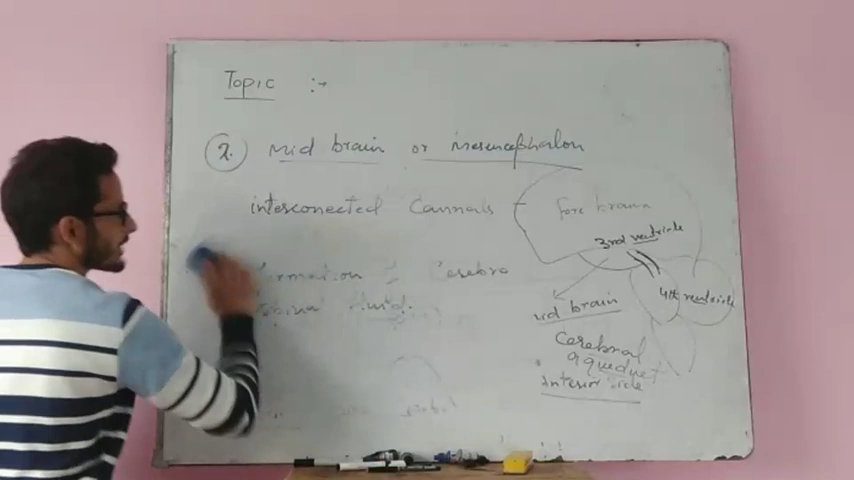 Topic :→
2. Mid brain or Mesencephalon
interconected Cannals
fore brain
3rd ventricle
4th ventricle
formation of Cerebro
spinal fluid.
mid brain
Cerebral
aqueduct
interior side